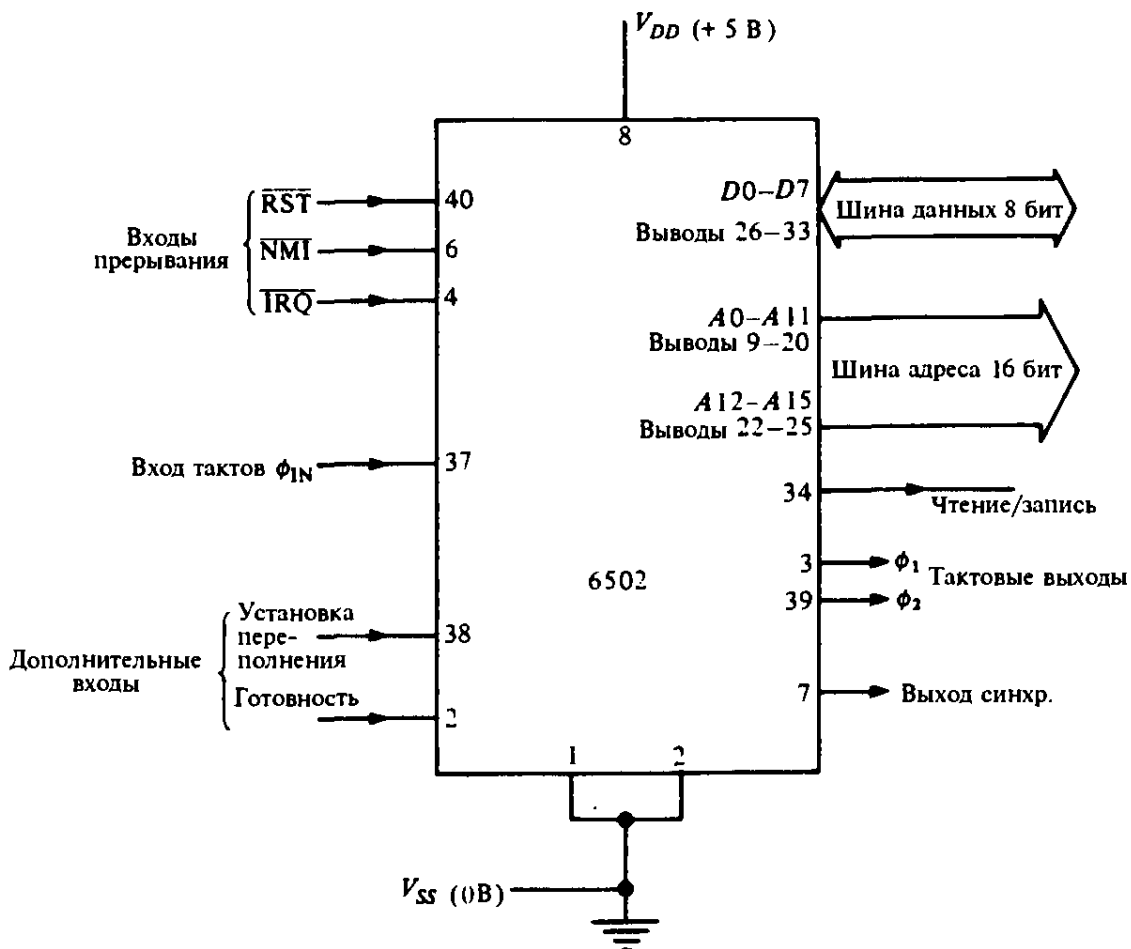 V_DD (+ 5 В)
8
D0–D7
Шина данных 8 бит
Выводы 26–33
Входы
прерывания
RST
40
NMI
6
IRQ
4
A0–A11
Выводы 9–20
Шина адреса 16 бит
A12–A15
Выводы 22–25
Вход тактов ϕIN
37
34
Чтение/запись
3
ϕ1
Тактовые выходы
39
ϕ2
6502
Дополнительные
входы
Установка
пере-
полнения
38
Готовность
2
7
Выход синхр.
1
2
V_SS (0В)